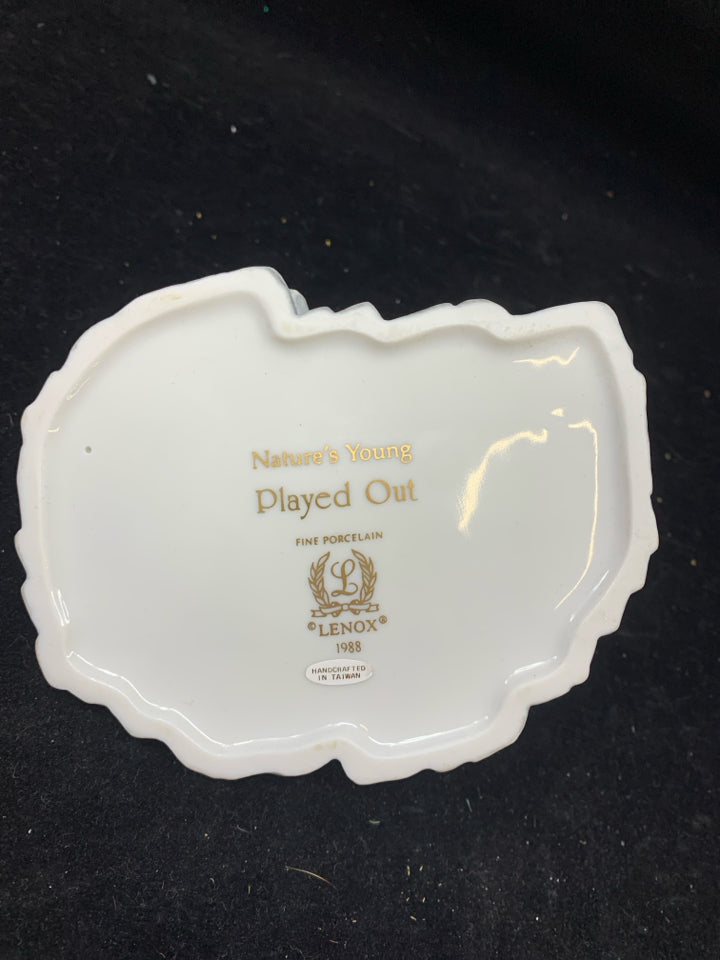 Nature's Young
Played Out
FINE PORCELAIN
L
©LENOX®
1988
HANDCRAFTED
IN TAIWAN